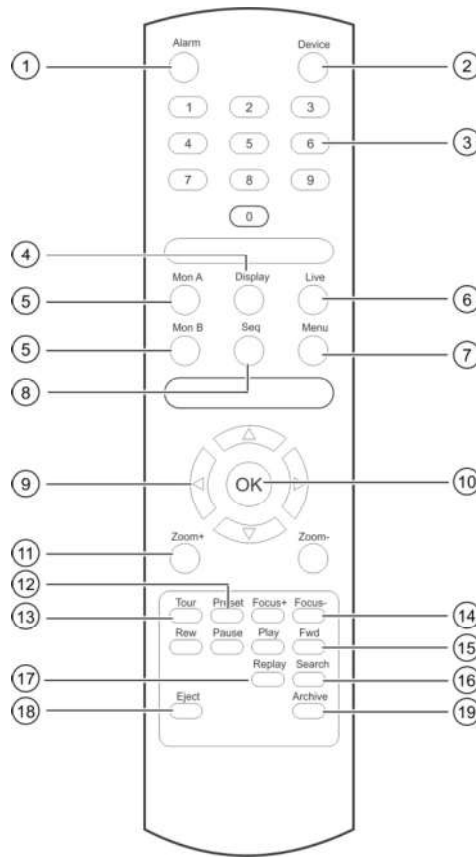 Alarm Device
1 2
1 2 3
4 5 6 3
7 8 9
0
4
Mon A Display Live
5 6
Mon B Seq Menu
5 7
8
9 OK 10
Zoom+ Zoom-
11
12
Tour Preset Focus+ Focus-
13 14
Rew Pause Play Fwd
15
Replay Search
17 16
Eject Archive
18 19